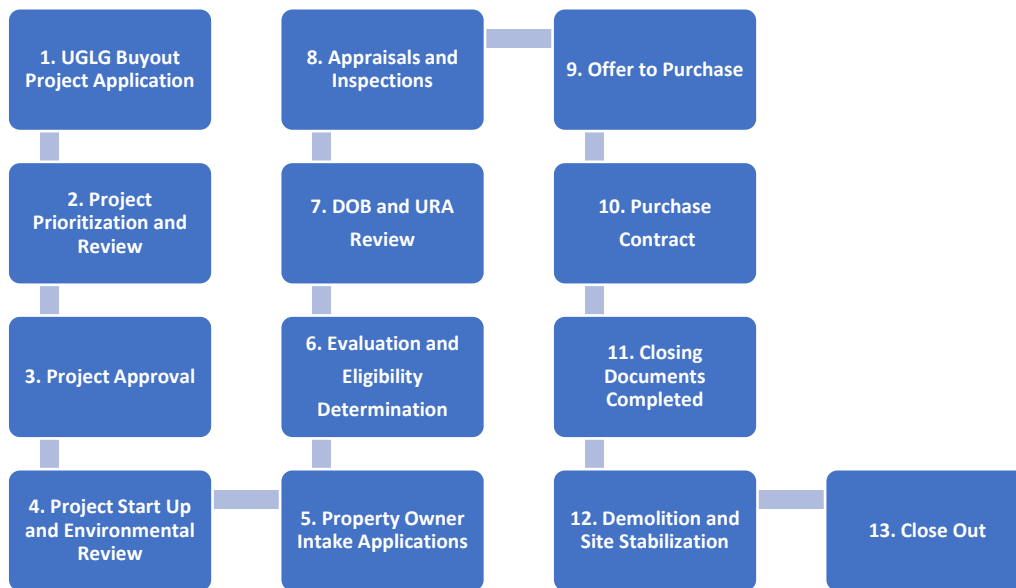 1. UGLG Buyout
Project Application
2. Project
Prioritization and
Review
3. Project Approval
4. Project Start Up
and Environmental
Review
5. Property Owner
Intake Applications
6. Evaluation and
Eligibility
Determination
7. DOB and URA
Review
8. Appraisals and
Inspections
9. Offer to Purchase
10. Purchase
Contract
11. Closing
Documents
Completed
12. Demolition and
Site Stabilization
13. Close Out